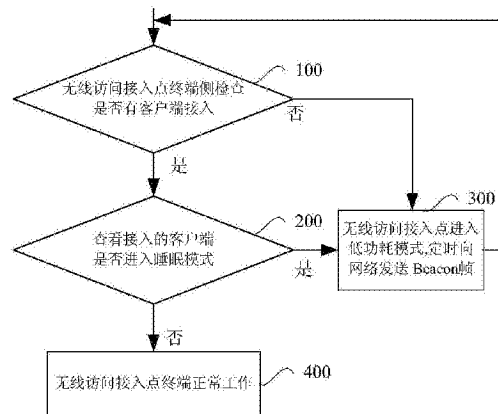 100
无线访问接入点终端侧检查
是否有客户端接入
否
是
200
查看接入的客户端
是否进入睡眠模式
是
300
无线访问接入点进入
低功耗模式,定时向
网络发送 Beacon帧
否
400
无线访问接入点终端正常工作